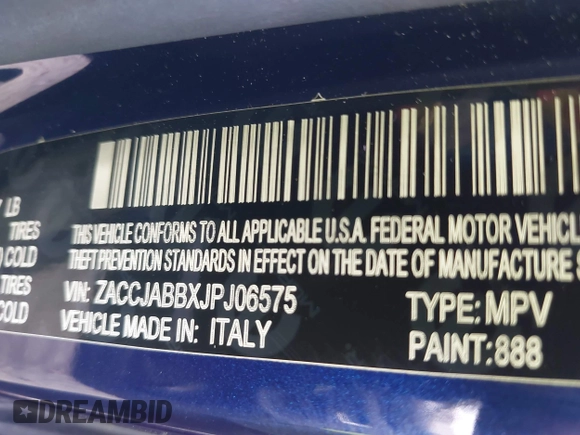 LB
TIRES
COLD
TIRES
COLD
THIS VEHICLE CONFORMS TO ALL APPLICABLE U.S.A. FEDERAL MOTOR VEHICLE
THEFT PREVENTION STANDARDS IN EFFECT ON THE DATE OF MANUFACTURE
VIN: ZACCJABBXJPJ06575
TYPE: MPV
VEHICLE MADE IN: ITALY
PAINT: 888
DREAMBID